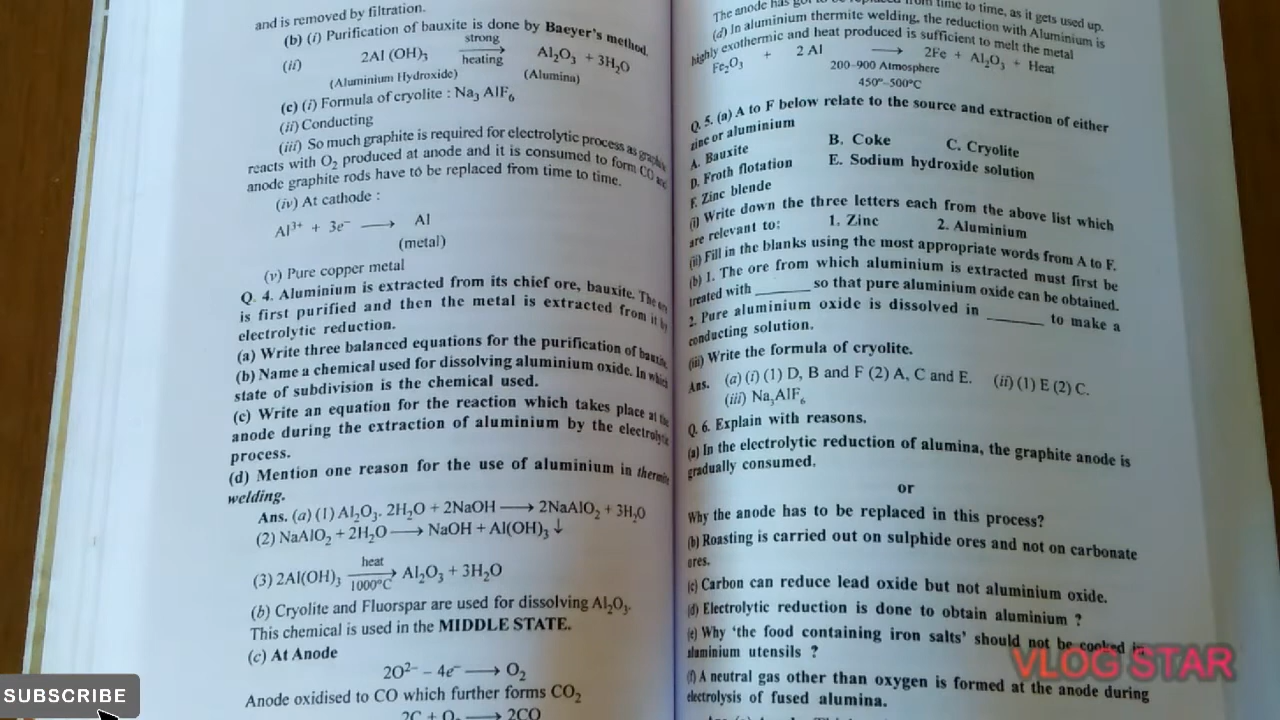 and is removed by filtration.
(b) (i) Purification of bauxite is done by Baeyer's method.
(ii) 2Al (OH)₃ strong heating ⟶ Al₂O₃ + 3H₂O
(Aluminium Hydroxide) (Alumina)
(c) (i) Formula of cryolite : Na₃ AlF₆
(ii) Conducting
(iii) So much graphite is required for electrolytic process as graphite
reacts with O₂ produced at anode and it is consumed to form CO and
anode graphite rods have to be replaced from time to time.
(iv) At cathode :
Al³⁺ + 3e⁻ ⟶ Al
(metal)
(v) Pure copper metal
Q. 4. Aluminium is extracted from its chief ore, bauxite. The ore
is first purified and then the metal is extracted from it by
electrolytic reduction.
(a) Write three balanced equations for the purification of bauxite.
(b) Name a chemical used for dissolving aluminium oxide. In which
state of subdivision is the chemical used.
(c) Write an equation for the reaction which takes place at the
anode during the extraction of aluminium by the electrolytic
process.
(d) Mention one reason for the use of aluminium in thermite
welding.
Ans. (a) (1) Al₂O₃. 2H₂O + 2NaOH ⟶ 2NaAlO₂ + 3H₂O
(2) NaAlO₂ + 2H₂O ⟶ NaOH + Al(OH)₃ ↓
(3) 2Al(OH)₃ heat 1000°C ⟶ Al₂O₃ + 3H₂O
(b) Cryolite and Fluorspar are used for dissolving Al₂O₃.
This chemical is used in the MIDDLE STATE.
(c) At Anode
2O²⁻ – 4e⁻ ⟶ O₂
Anode oxidised to CO which further forms CO₂
2C + O₂ ⟶ 2CO
The anode has got to be replaced from time to time, as it gets used up.
(d) In aluminium thermite welding, the reduction with Aluminium is
highly exothermic and heat produced is sufficient to melt the metal
Fe₂O₃ + 2 Al ⟶ 2Fe + Al₂O₃ + Heat
200–900 Atmosphere
450°–500°C
Q. 5. (a) A to F below relate to the source and extraction of either
zinc or aluminium
A. Bauxite B. Coke C. Cryolite
D. Froth flotation E. Sodium hydroxide solution
F. Zinc blende
(i) Write down the three letters each from the above list which
are relevant to: 1. Zinc 2. Aluminium
(ii) Fill in the blanks using the most appropriate words from A to F.
(b) 1. The ore from which aluminium is extracted must first be
treated with ______ so that pure aluminium oxide can be obtained.
2. Pure aluminium oxide is dissolved in ______ to make a
conducting solution.
(iii) Write the formula of cryolite.
Ans. (a) (i) (1) D, B and F (2) A, C and E. (ii) (1) E (2) C.
(iii) Na₃AlF₆
Q. 6. Explain with reasons.
(a) In the electrolytic reduction of alumina, the graphite anode is
gradually consumed.
or
Why the anode has to be replaced in this process?
(b) Roasting is carried out on sulphide ores and not on carbonate
ores.
(c) Carbon can reduce lead oxide but not aluminium oxide.
(d) Electrolytic reduction is done to obtain aluminium ?
(e) Why 'the food containing iron salts' should not be cooked in
aluminium utensils ?
(f) A neutral gas other than oxygen is formed at the anode during
electrolysis of fused alumina.
VLOG STAR
SUBSCRIBE